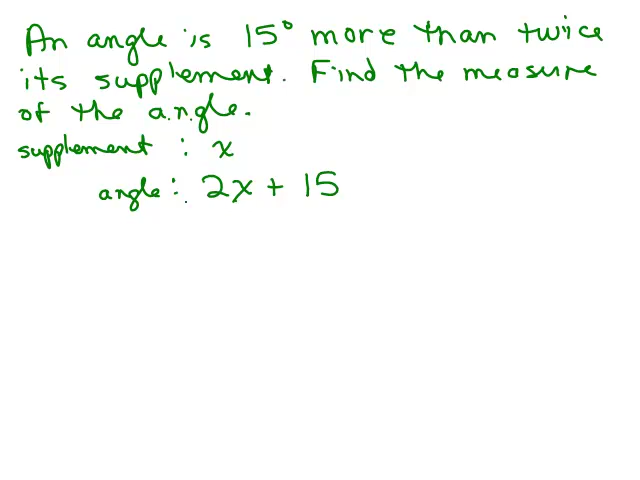 An angle is 15° more than twice
its supplement. Find the measure
of the angle.
supplement : x
angle : 2x + 15